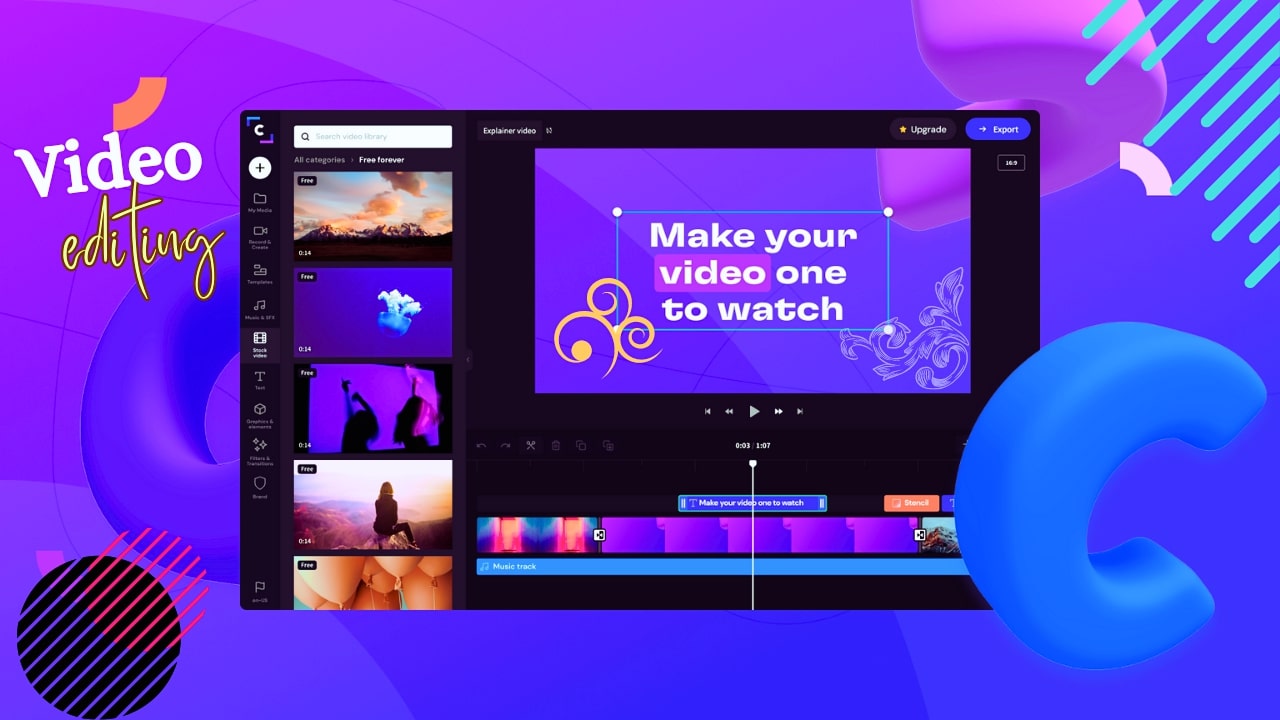 Video
editing
C
Search video library
All categories > Free forever
My Media
Record &
Create
Templates
Music & SFX
Stock
video
Text
Graphics &
elements
Filters &
Transitions
Brand
en-US
Free
0:14
Free
0:14
Free
0:14
Free
0:14
Free
Explainer video
Upgrade
Export
16:9
Make your
video one
to watch
0:03 / 1:07
T Make your video one to watch
Stencil
T
Music track
C